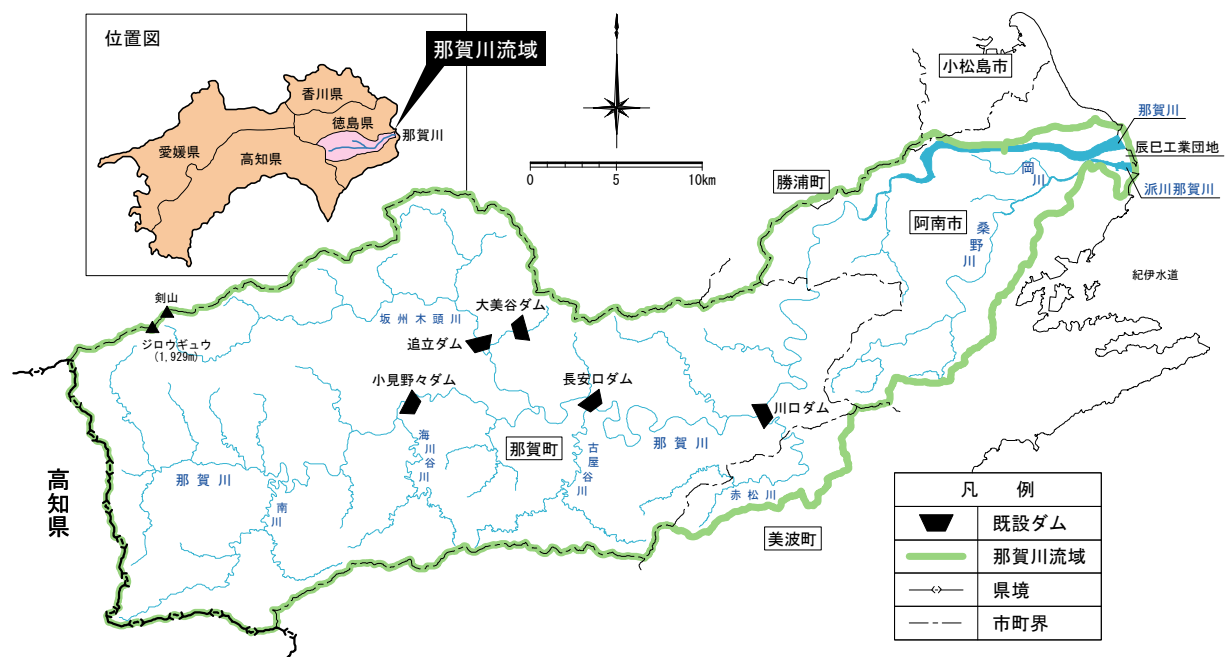 位置図
那賀川流域
香川県
徳島県
那賀川
愛媛県
高知県
0
5
10km
小松島市
那賀川
辰巳工業団地
派川那賀川
勝浦町
岡川
阿南市
桑野川
紀伊水道
剣山
ジロウギュウ
(1,929m)
坂州木頭川
大美谷ダム
追立ダム
小見野々ダム
長安口ダム
川口ダム
海川谷川
那賀町
古屋谷川
那賀川
那賀川
南川
赤松川
高知県
美波町
凡 例
既設ダム
那賀川流域
県境
市町界